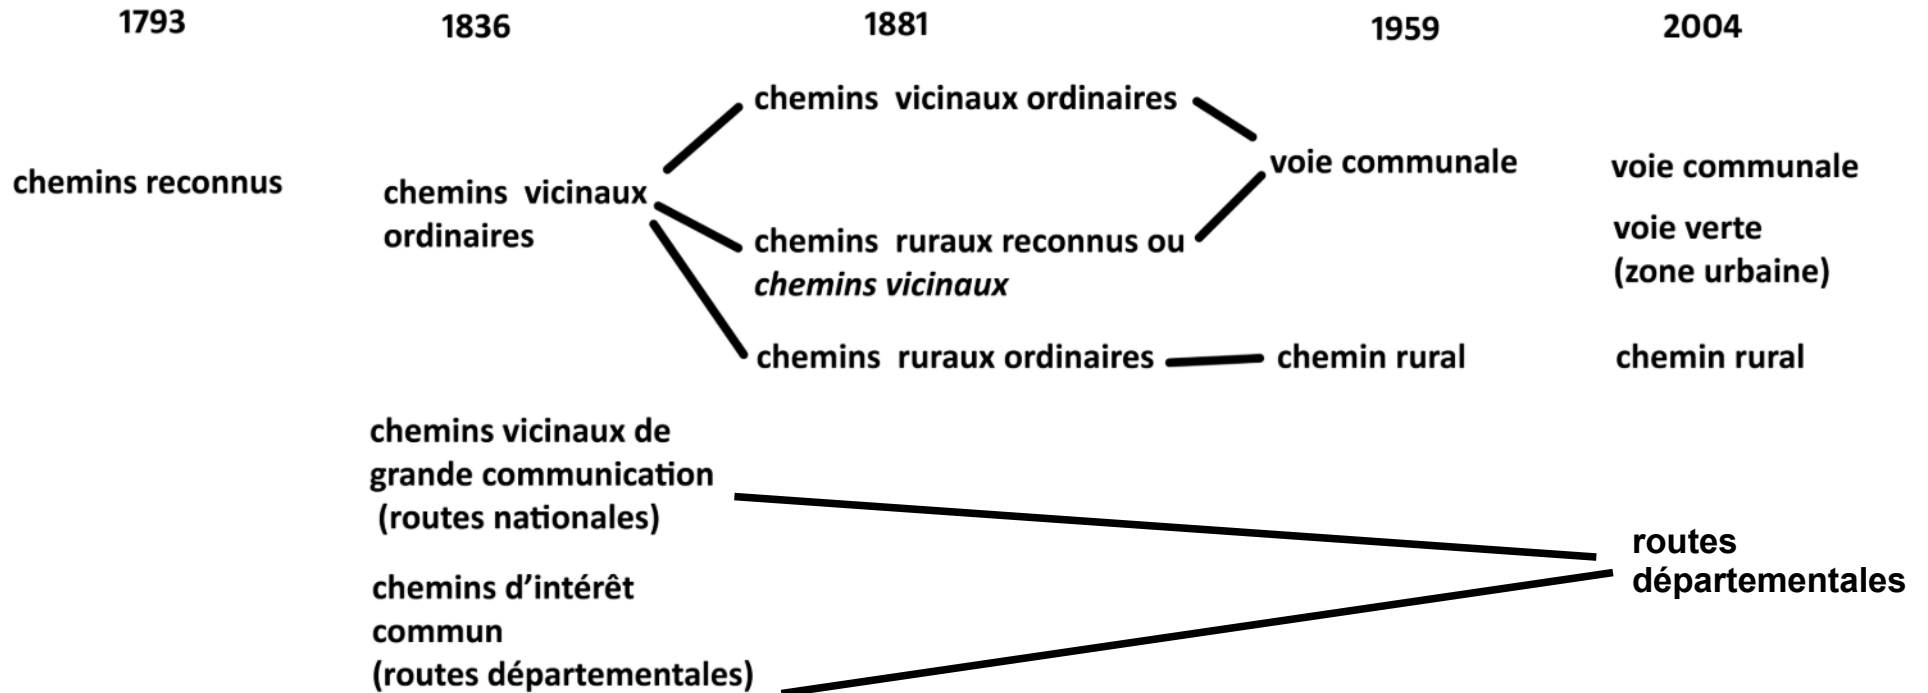 1793
1836
1881
1959
2004
chemins reconnus
chemins vicinaux
ordinaires
chemins vicinaux de
grande communication
(routes nationales)
chemins d’intérêt
commun
(routes départementales)
chemins vicinaux ordinaires
chemins ruraux reconnus ou
chemins vicinaux
chemins ruraux ordinaires
voie communale
chemin rural
voie communale
voie verte
(zone urbaine)
chemin rural
routes
départementales